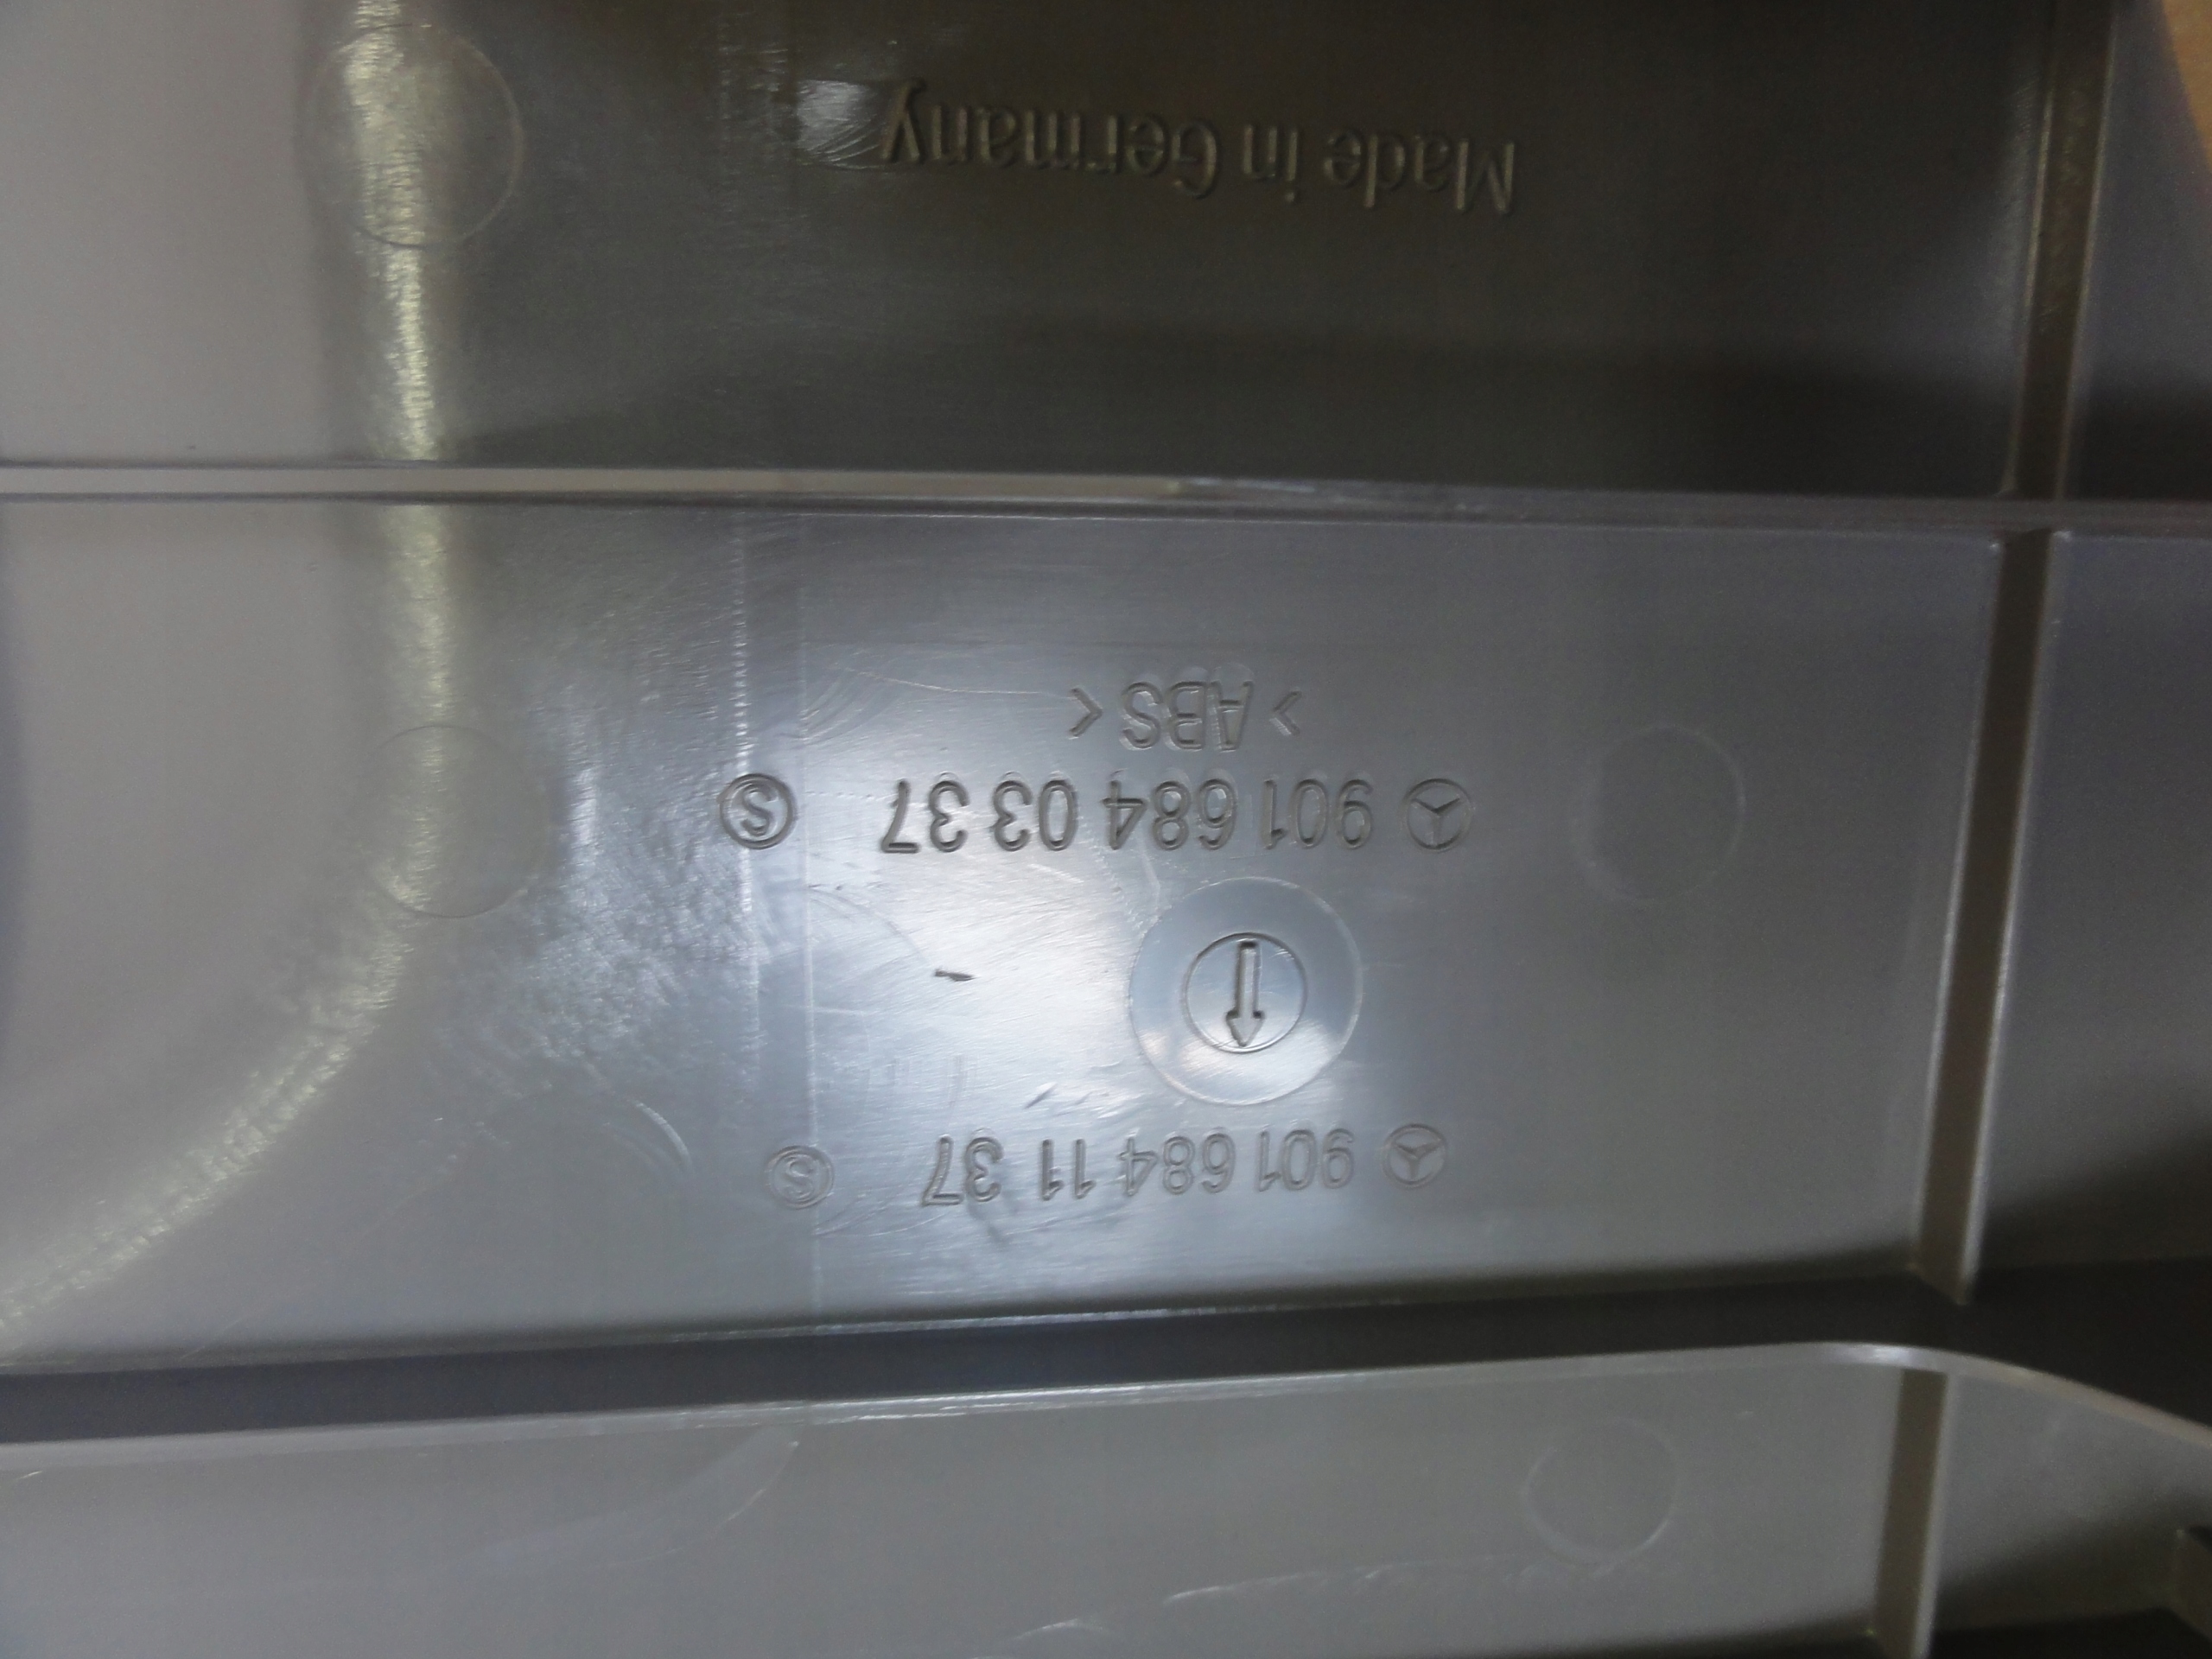 901 684 11 37 Ⓢ
901 684 03 37 Ⓢ
>ABS<
Made in Germany